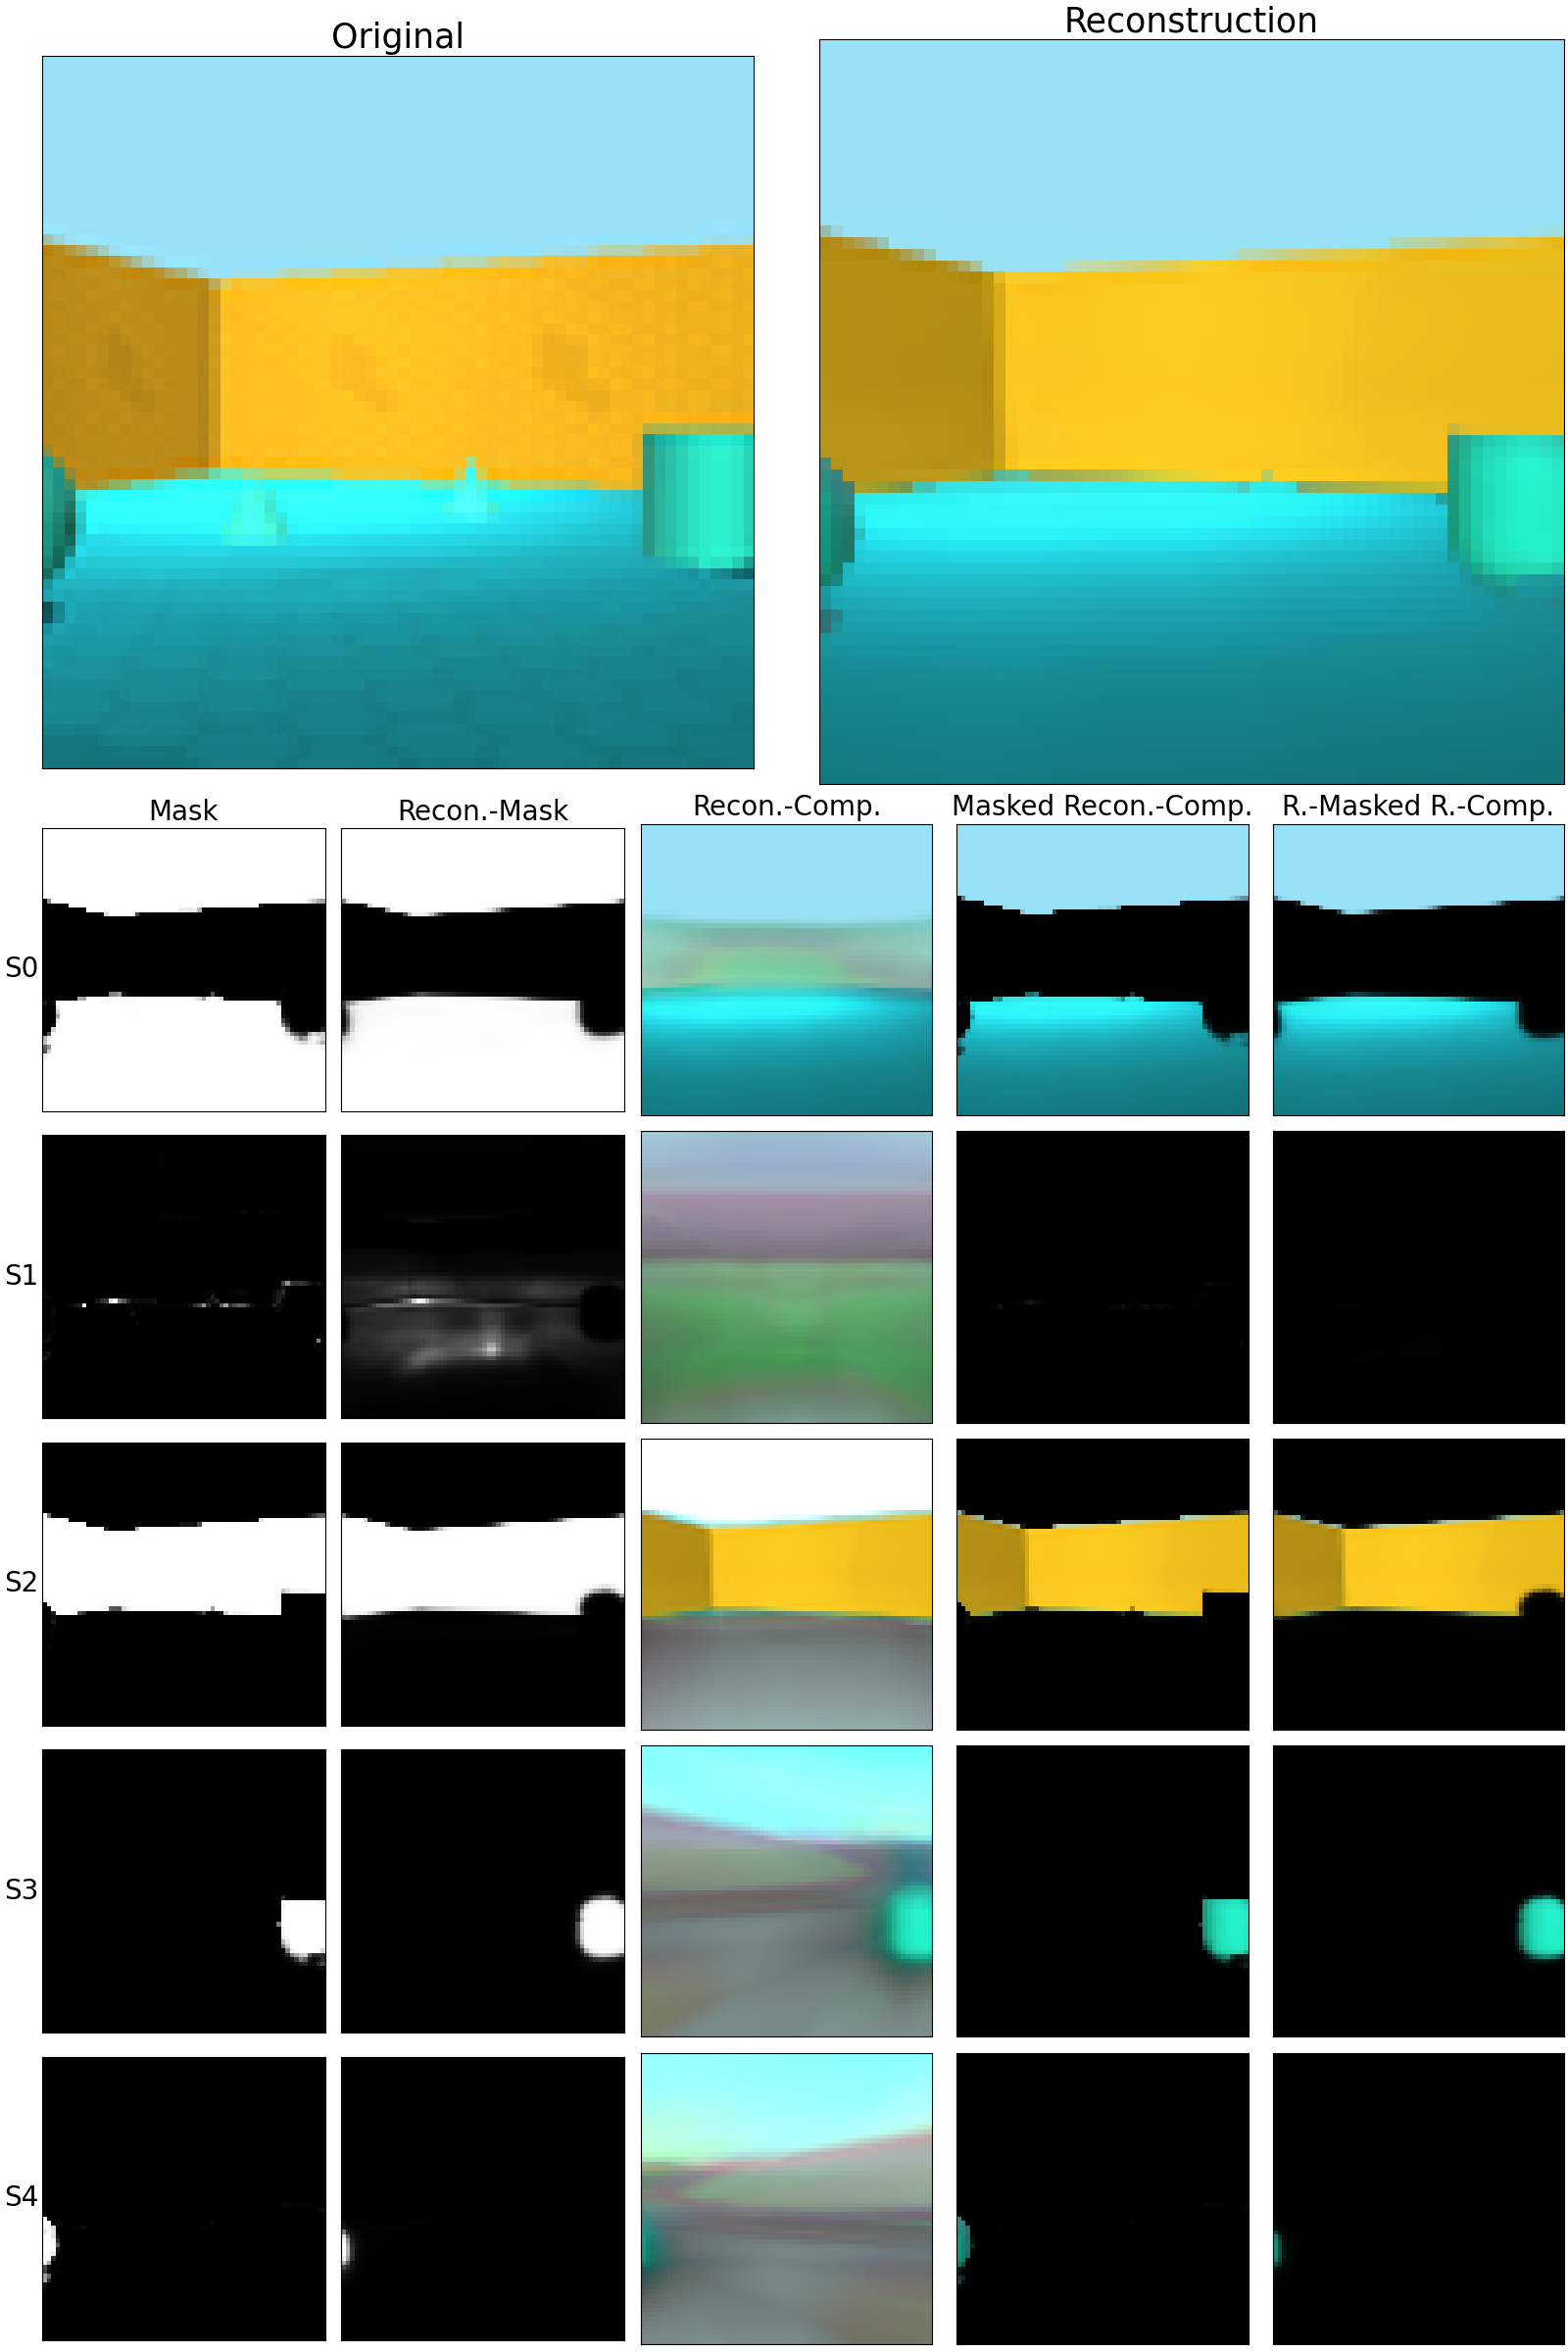 Original
Reconstruction
Mask
Recon.-Mask
Recon.-Comp.
Masked Recon.-Comp.
R.-Masked R.-Comp.
S0
S1
S2
S3
S4